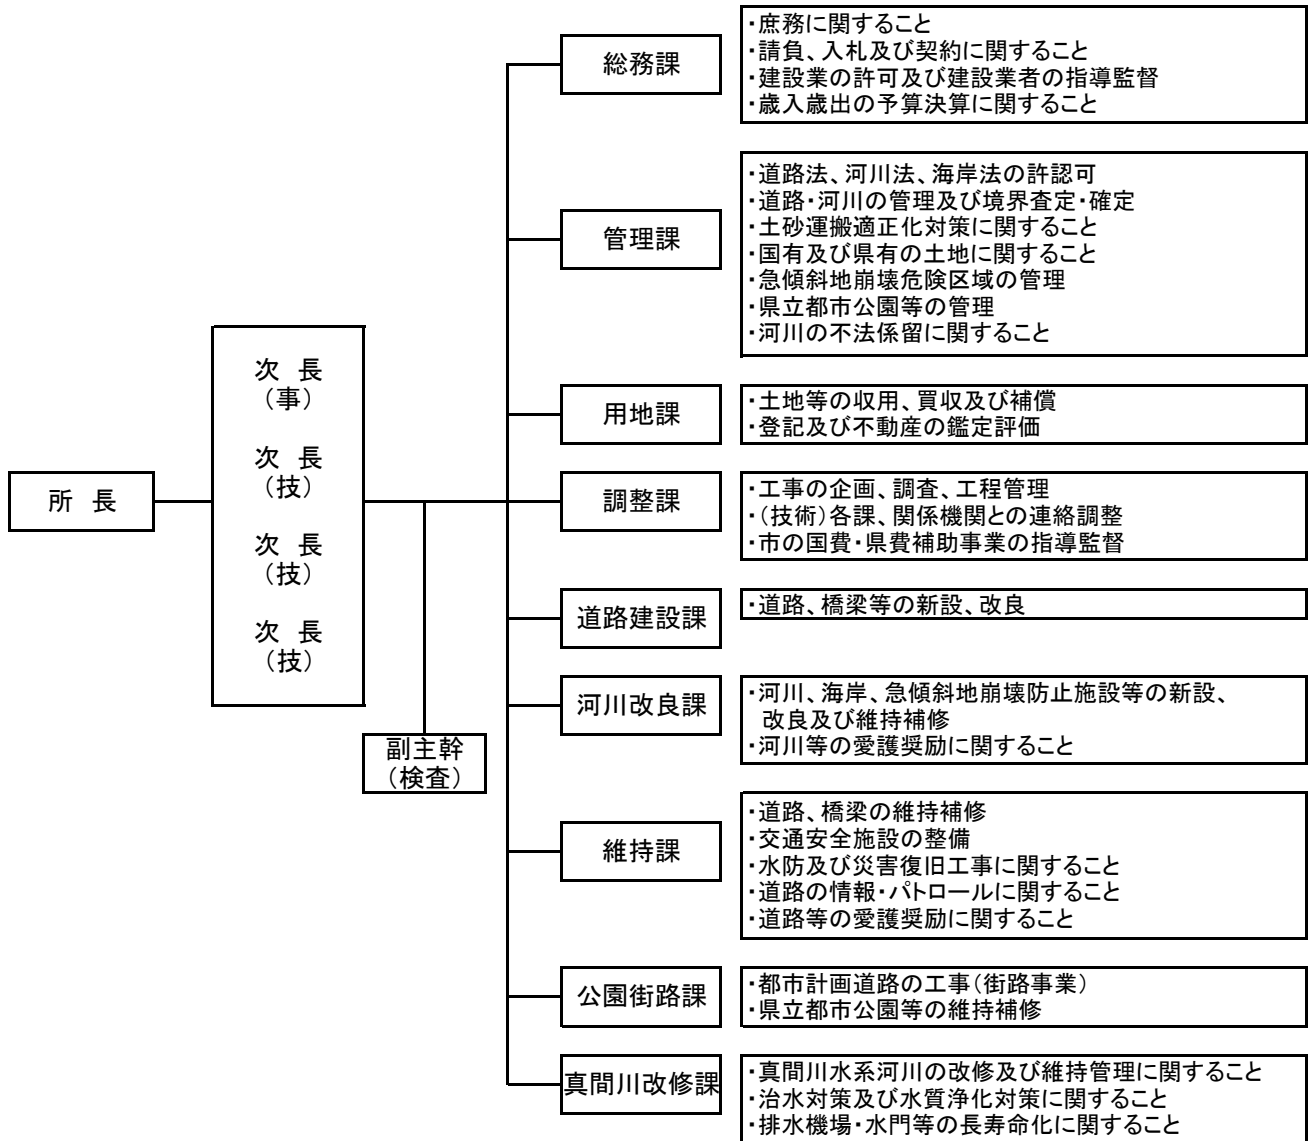 所 長
次 長
（事）
次 長
（技）
次 長
（技）
次 長
（技）
副主幹
（検査）
総務課
・庶務に関すること
・請負、入札及び契約に関すること
・建設業の許可及び建設業者の指導監督
・歳入歳出の予算決算に関すること
管理課
・道路法、河川法、海岸法の許認可
・道路・河川の管理及び境界査定・確定
・土砂運搬適正化対策に関すること
・国有及び県有の土地に関すること
・急傾斜地崩壊危険区域の管理
・県立都市公園等の管理
・河川の不法係留に関すること
用地課
・土地等の収用、買収及び補償
・登記及び不動産の鑑定評価
調整課
・工事の企画、調査、工程管理
・（技術）各課、関係機関との連絡調整
・市の国費・県費補助事業の指導監督
道路建設課
・道路、橋梁等の新設、改良
河川改良課
・河川、海岸、急傾斜地崩壊防止施設等の新設、
改良及び維持補修
・河川等の愛護奨励に関すること
維持課
・道路、橋梁の維持補修
・交通安全施設の整備
・水防及び災害復旧工事に関すること
・道路の情報・パトロールに関すること
・道路等の愛護奨励に関すること
公園街路課
・都市計画道路の工事（街路事業）
・県立都市公園等の維持補修
真間川改修課
・真間川水系河川の改修及び維持管理に関すること
・治水対策及び水質浄化対策に関すること
・排水機場・水門等の長寿命化に関すること